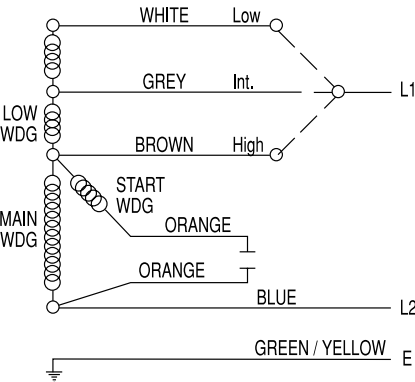 WHITE Low
GREY Int.
L1
LOW
WDG
BROWN High
START
WDG
MAIN
WDG
ORANGE
ORANGE
BLUE
L2
GREEN / YELLOW
E